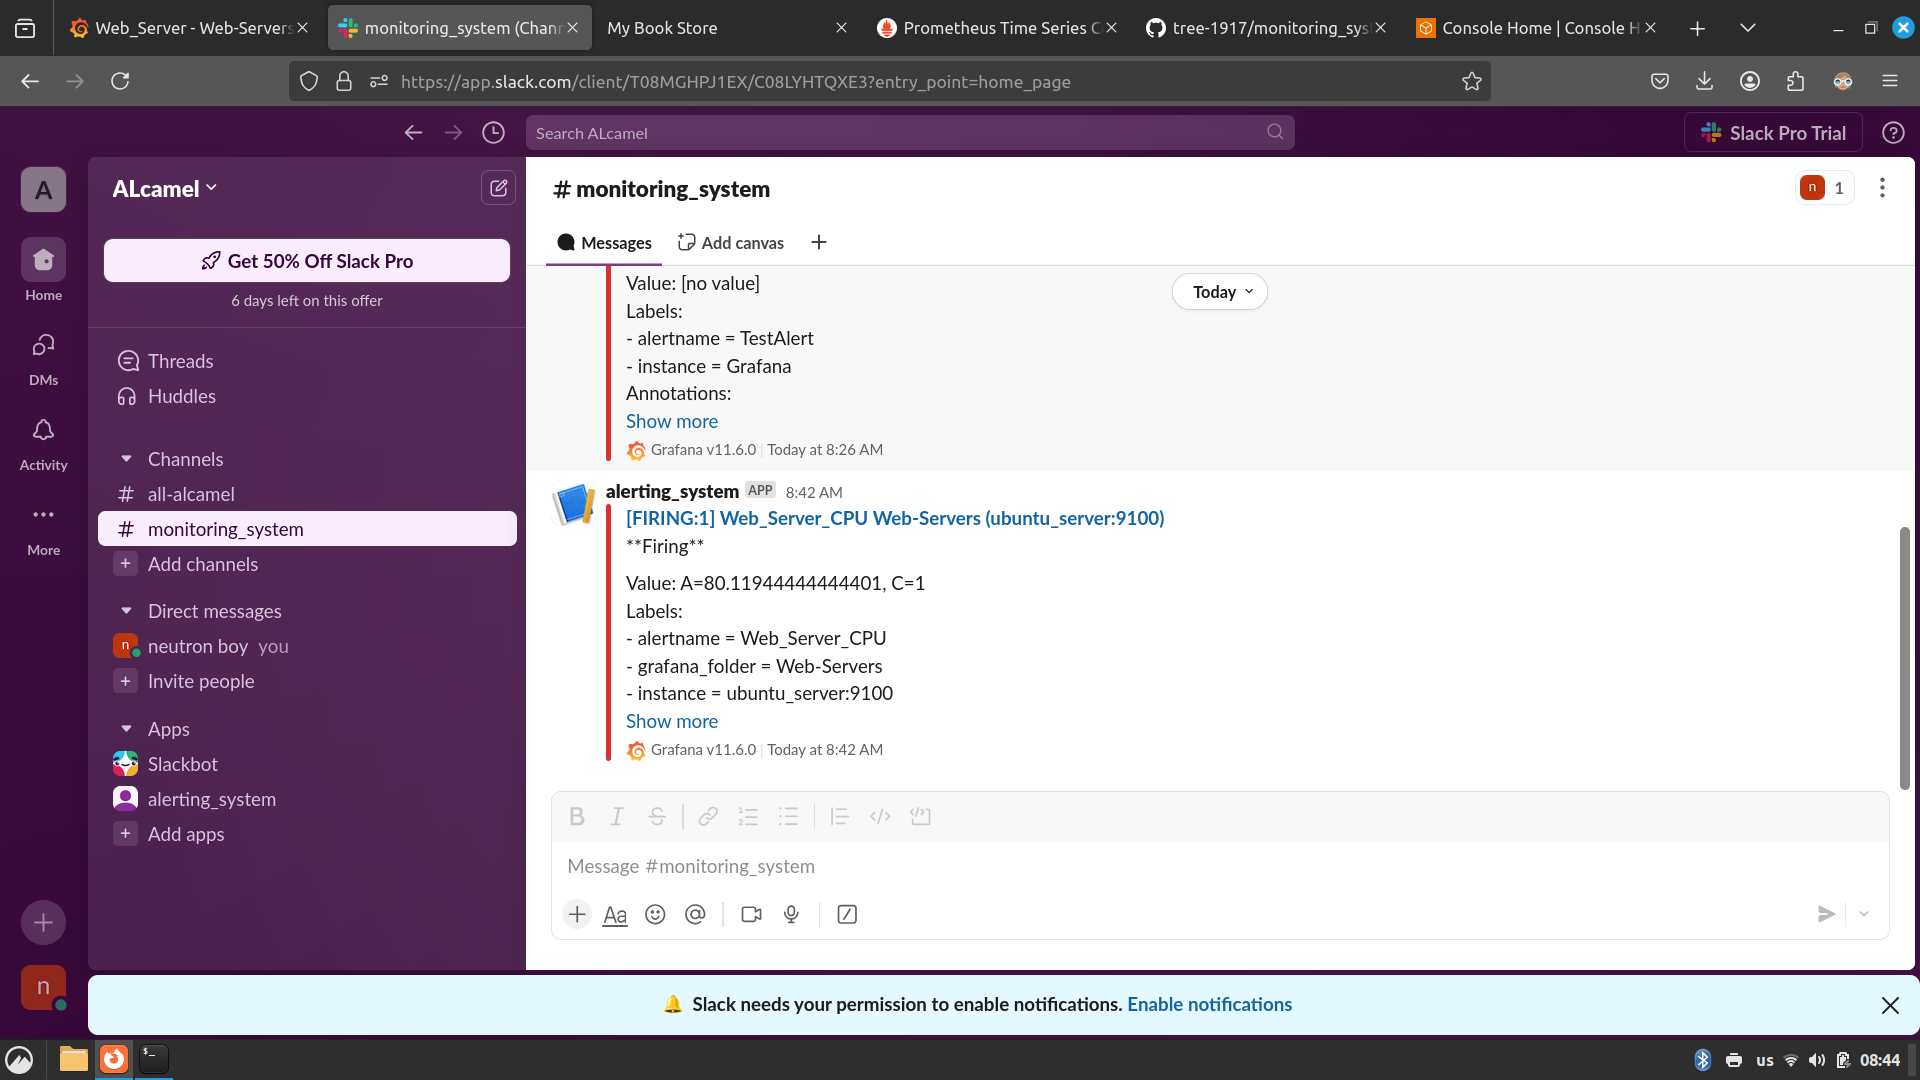 Web_Server - Web-Servers
monitoring_system (Chan
My Book Store
Prometheus Time Series C
tree-1917/monitoring_sys
Console Home | Console H
https://app.slack.com/client/T08MGHPJ1EX/C08LYHTQXE3?entry_point=home_page
Search ALcamel
Slack Pro Trial
A
Home
DMs
Activity
More
n
ALcamel
Get 50% Off Slack Pro
6 days left on this offer
Threads
Huddles
Channels
# all-alcamel
# monitoring_system
+ Add channels
Direct messages
n neutron boy you
+ Invite people
Apps
Slackbot
alerting_system
+ Add apps
# monitoring_system
n 1
Messages
Add canvas
Today
Value: [no value]
Labels:
- alertname = TestAlert
- instance = Grafana
Annotations:
Show more
Grafana v11.6.0 | Today at 8:26 AM
alerting_system APP 8:42 AM
[FIRING:1] Web_Server_CPU Web-Servers (ubuntu_server:9100)
**Firing**
Value: A=80.11944444444401, C=1
Labels:
- alertname = Web_Server_CPU
- grafana_folder = Web-Servers
- instance = ubuntu_server:9100
Show more
Grafana v11.6.0 | Today at 8:42 AM
B I S
Message #monitoring_system
Aa
Slack needs your permission to enable notifications. Enable notifications
$_
us
08:44